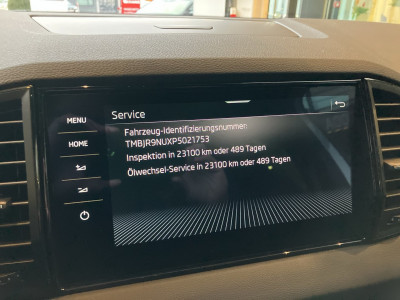 MENU
HOME
Service
Fahrzeug-Identifizierungsnummer:
TMBJR9NUXP5021753
Inspektion in 23100 km oder 489 Tagen
Ölwechsel-Service in 23100 km oder 489 Tagen